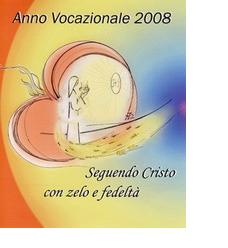 Anno Vocazionale 2008
Seguendo Cristo
con zelo e fedeltà